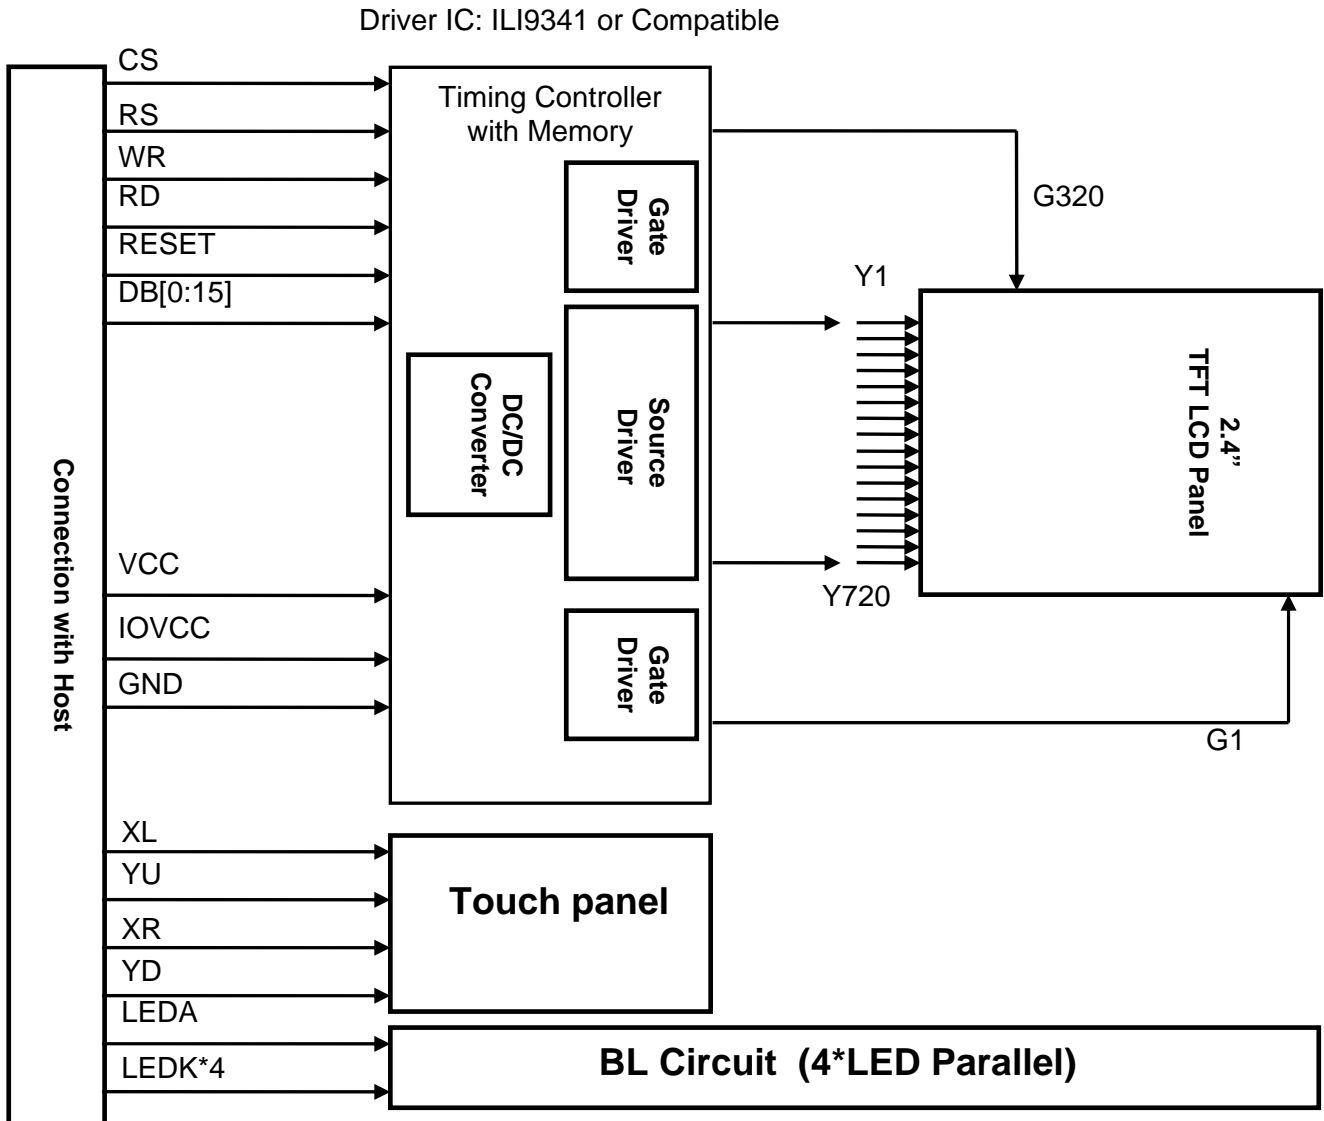 Driver IC: ILI9341 or Compatible
CS
RS
WR
RD
RESET
DB[0:15]
VCC
IOVCC
GND
XL
YU
XR
YD
LEDA
LEDK*4
Connection with Host
Timing Controller
with Memory
Gate
Driver
DC/DC
Converter
Source
Driver
Gate
Driver
G320
Y1
Y720
G1
2.4”
TFT LCD Panel
Touch panel
BL Circuit (4*LED Parallel)